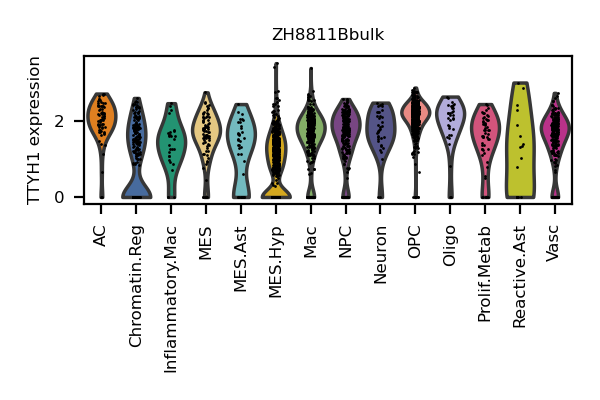 ZH8811Bbulk
TTYH1 expression
2
0
AC
Chromatin.Reg
Inflammatory.Mac
MES
MES.Ast
MES.Hyp
Mac
NPC
Neuron
OPC
Oligo
Prolif.Metab
Reactive.Ast
Vasc